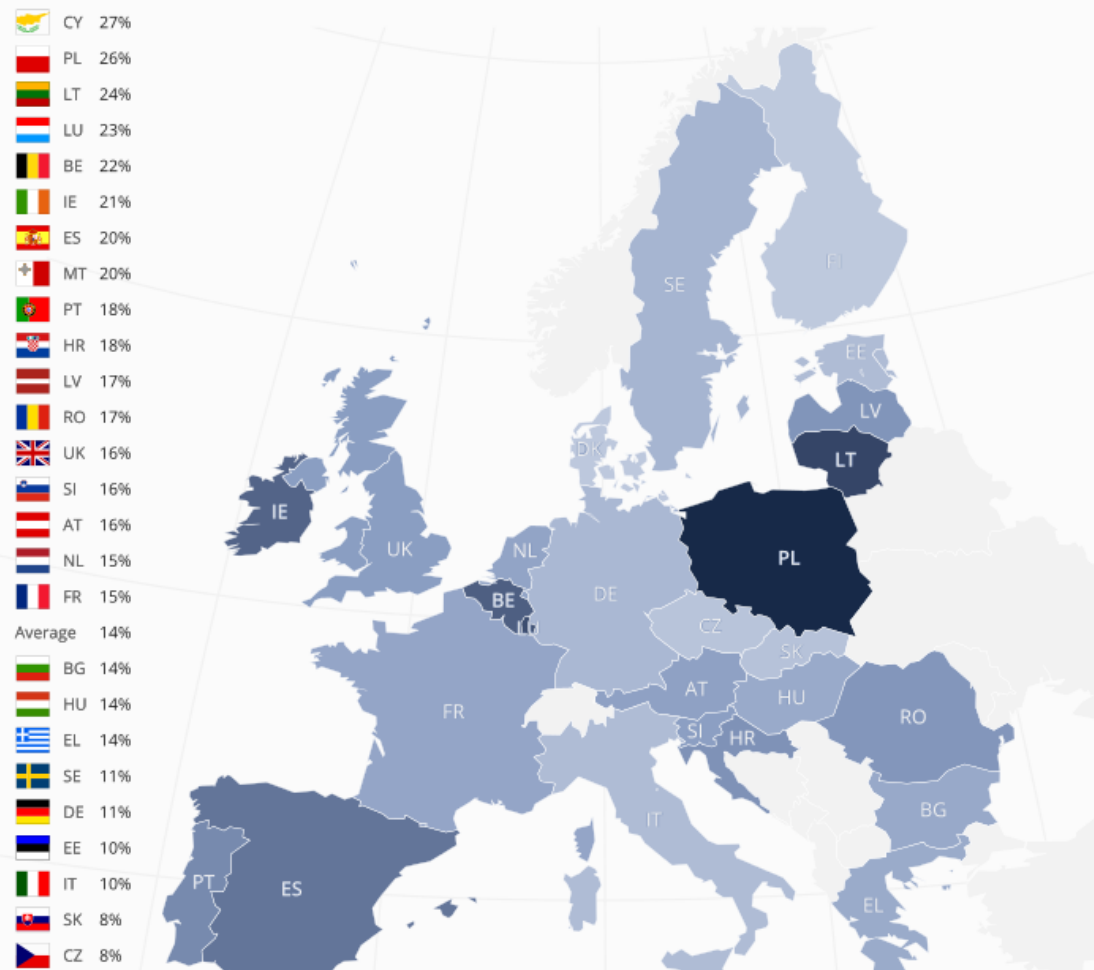 CY 27%
PL 26%
LT 24%
LU 23%
BE 22%
IE 21%
ES 20%
MT 20%
PT 18%
HR 18%
LV 17%
RO 17%
UK 16%
SI 16%
AT 16%
NL 15%
FR 15%
Average 14%
BG 14%
HU 14%
EL 14%
SE 11%
DE 11%
EE 10%
IT 10%
SK 8%
CZ 8%
FI
SE
EE
LV
DK
LT
IE
UK
NL
PL
BE
DE
LU
CZ
SK
AT
HU
FR
RO
SI
HR
BG
IT
PT
ES
EL